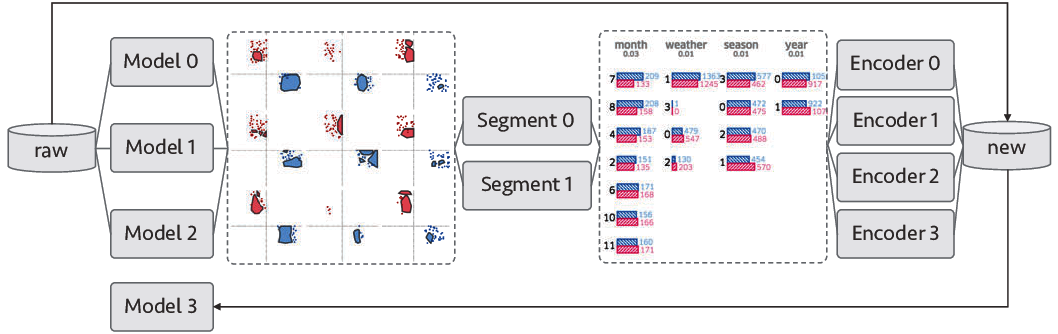 raw
Model 0
Model 1
Model 2
Model 3
Segment 0
Segment 1
month weather season year
0.03 0.01 0.01 0.01
7 209 133 1 1363 1245 3 577 462 0 105 917
8 208 158 3 1 0 0 472 475 1 922 107
4 187 153 0 479 547 2 470 488
2 151 135 2 130 203 1 454 570
6 171 168
10 156 166
11 160 171
Encoder 0
Encoder 1
Encoder 2
Encoder 3
new